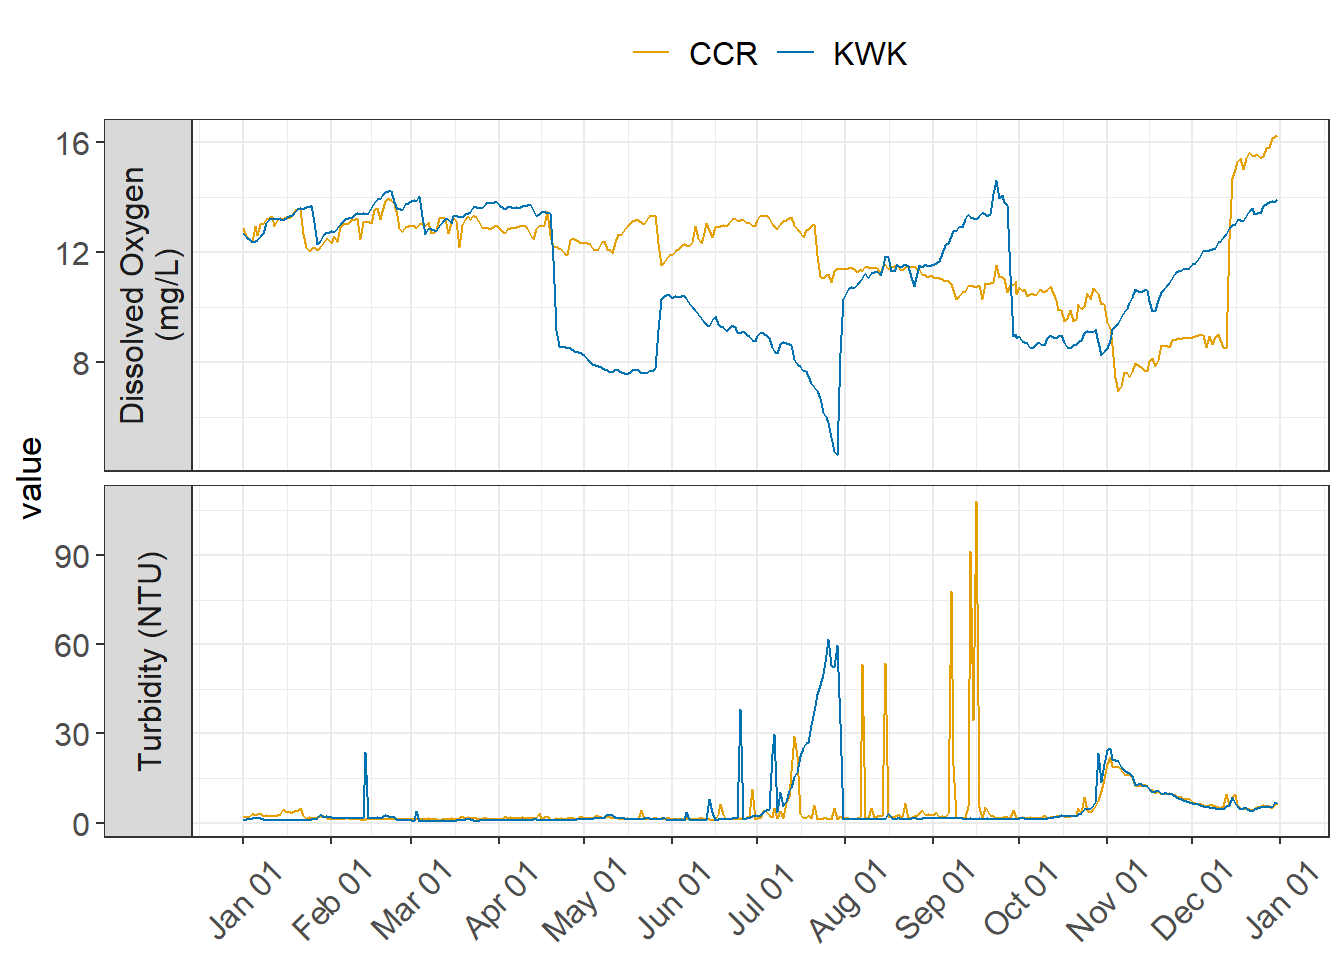 CCR KWK
value
Dissolved Oxygen
(mg/L)
16
12
8
Turbidity (NTU)
90
60
30
0
Jan 01 Feb 01 Mar 01 Apr 01 May 01 Jun 01 Jul 01 Aug 01 Sep 01 Oct 01 Nov 01 Dec 01 Jan 01